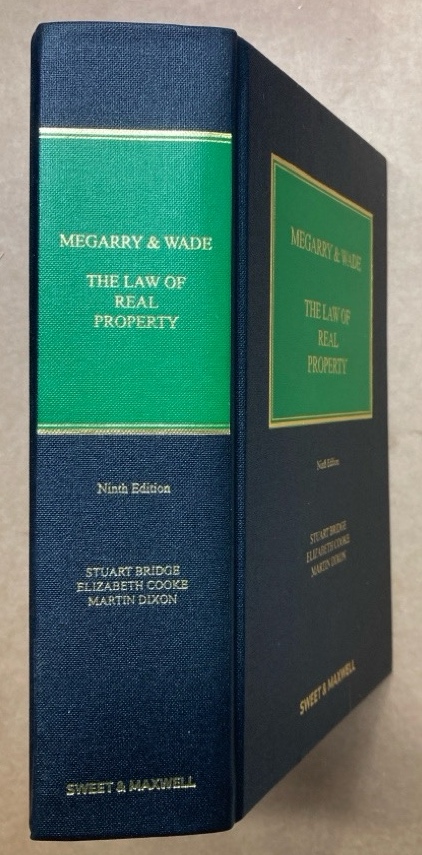 MEGARRY & WADE
THE LAW OF
REAL
PROPERTY
Ninth Edition
STUART BRIDGE
ELIZABETH COOKE
MARTIN DIXON
SWEET & MAXWELL
MEGARRY & WADE
THE LAW OF
REAL
PROPERTY
Ninth Edition
STUART BRIDGE
ELIZABETH COOKE
MARTIN DIXON
SWEET & MAXWELL